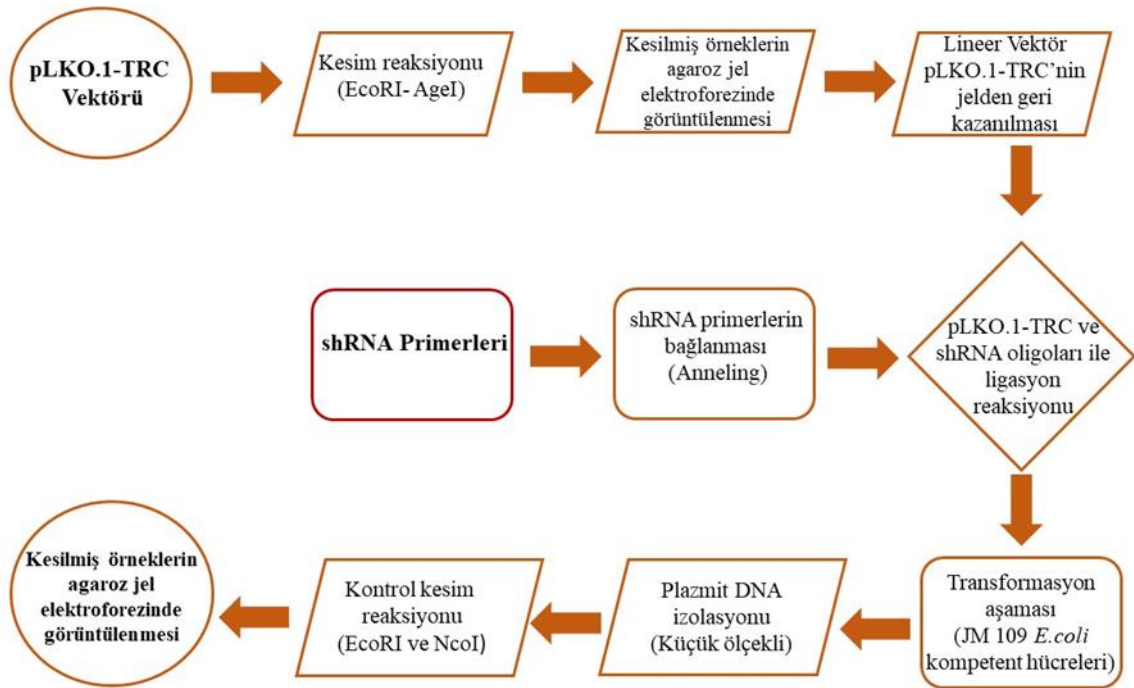 pLKO.1-TRC
Vektörü
Kesim reaksiyonu
(EcoRI- AgeI)
Kesilmiş örneklerin
agaroz jel
elektroforezinde
görüntülenmesi
Lineer Vektör
pLKO.1-TRC’nin
jelden geri
kazanılması
shRNA Primerleri
shRNA primerlerin
bağlanması
(Anneling)
pLKO.1-TRC ve
shRNA oligoları ile
ligasyon
reaksiyonu
Transformasyon
aşaması
(JM 109 E.coli
kompetent hücreleri)
Plazmit DNA
izolasyonu
(Küçük ölçekli)
Kontrol kesim
reaksiyonu
(EcoRI ve NcoI)
Kesilmiş örneklerin
agaroz jel
elektroforezinde
görüntülenmesi